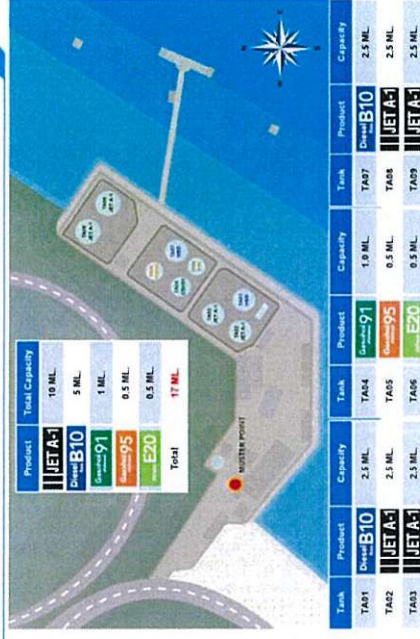 Product Total Capacity
JET A-1 10 ML.
Diesel B10 5 ML.
Gasohol 91 1 ML.
Gasohol 95 0.5 ML.
E20 0.5 ML.
Total 17 ML.
MUSTER POINT
Tank Product Capacity Tank Product Capacity Tank Product Capacity
TA01 Diesel B10 2.5 ML. TA04 Gasohol 91 1.0 ML. TA07 Diesel B10 2.5 ML.
TA02 JET A-1 2.5 ML. TA05 Gasohol 95 0.5 ML. TA08 JET A-1 2.5 ML.
TA03 JET A-1 2.5 ML. TA06 E20 0.5 ML. TA09 JET A-1 2.5 ML.